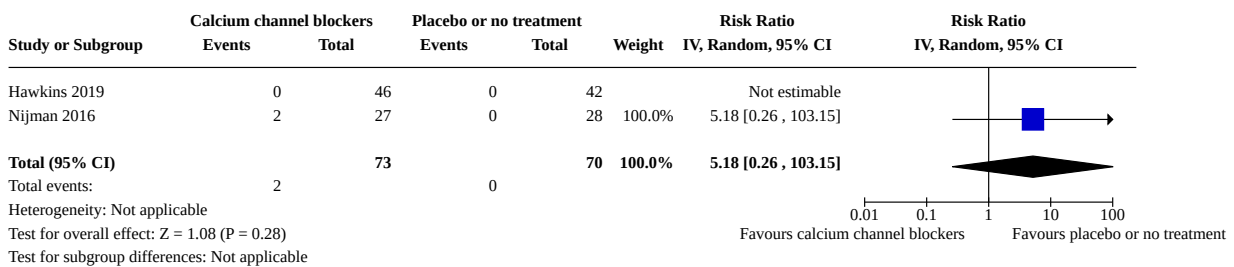 Calcium channel blockers Placebo or no treatment Risk Ratio Risk Ratio
Study or Subgroup Events Total Events Total Weight IV, Random, 95% CI IV, Random, 95% CI
Hawkins 2019 0 46 0 42 Not estimable
Nijman 2016 2 27 0 28 100.0% 5.18 [0.26 , 103.15]
Total (95% CI) 73 70 100.0% 5.18 [0.26 , 103.15]
Total events: 2 0
Heterogeneity: Not applicable
0.01 0.1 1 10 100
Test for overall effect: Z = 1.08 (P = 0.28) Favours calcium channel blockers Favours placebo or no treatment
Test for subgroup differences: Not applicable